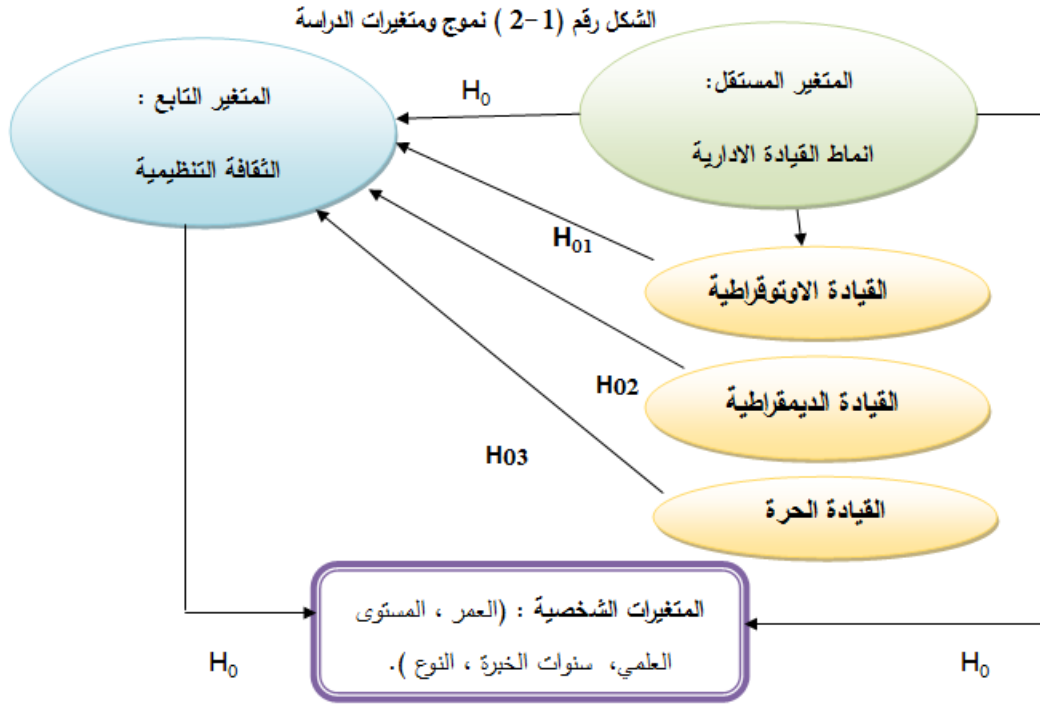 الشكل رقم (1-2 ) نموج ومتغيرات الدراسة
المتغير المستقل:
انماط القيادة الادارية
H0
المتغير التابع :
الثقافة التنظيمية
H01
القيادة الاوتوقراطية
H02
القيادة الديمقراطية
H03
القيادة الحرة
المتغيرات الشخصية : (العمر ، المستوى
العلمي، سنوات الخبرة ، النوع ).
H0
H0